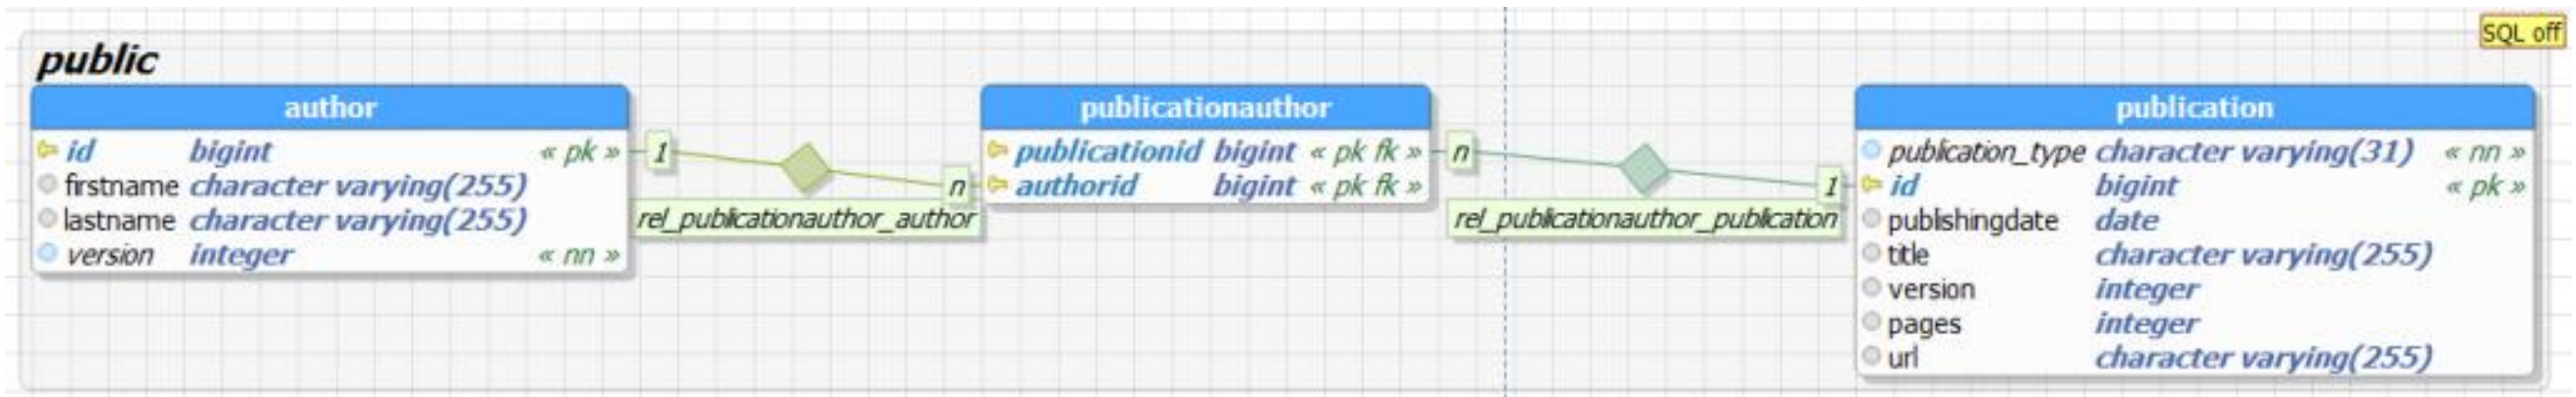 SQL off
public
author
id bigint « pk »
firstname character varying(255)
lastname character varying(255)
version integer « nn »
1
n
rel_publicationauthor_author
publicationauthor
publicationid bigint « pk fk »
authorid bigint « pk fk »
n
1
rel_publicationauthor_publication
publication
publication_type character varying(31) « nn »
id bigint « pk »
publishingdate date
title character varying(255)
version integer
pages integer
url character varying(255)